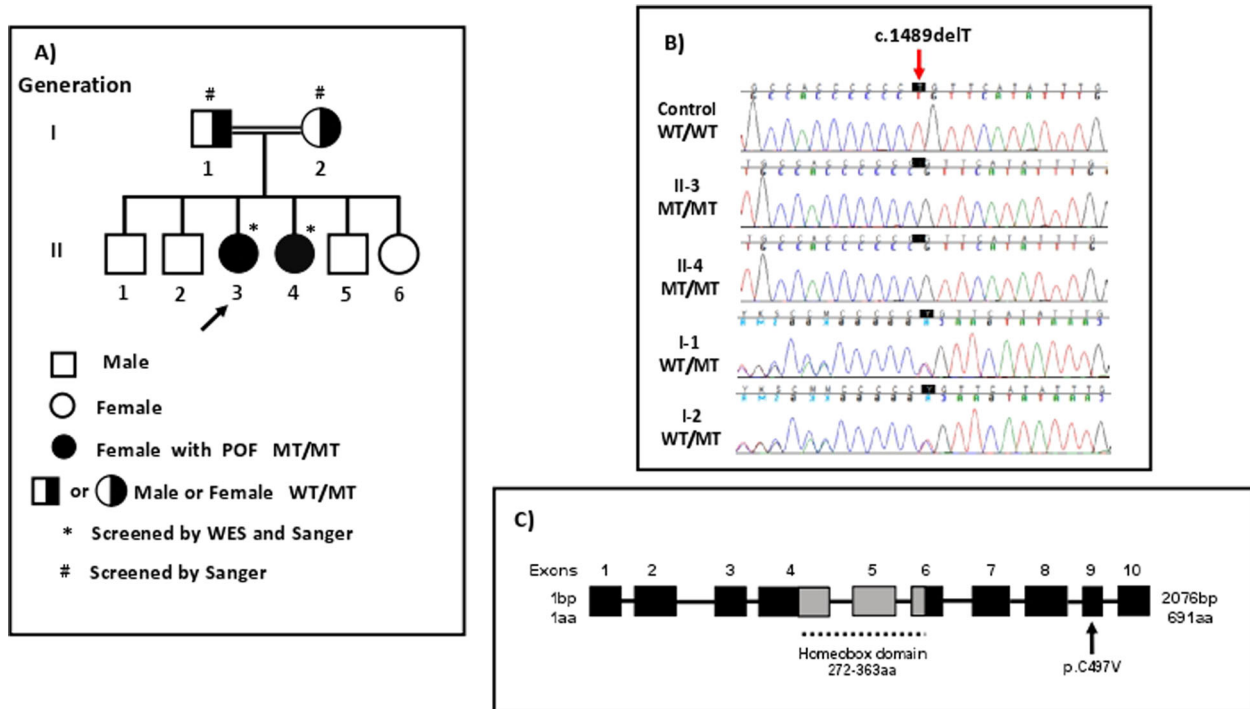 A)
Generation
# #
I
1 2
II
* *
1 2 3 4 5 6
Male
Female
Female with POF MT/MT
or Male or Female WT/MT
* Screened by WES and Sanger
# Screened by Sanger
B)
c.1489delT
Control
WT/WT
G C C A C C C C C C T G T T C A T A T T T G
II-3
MT/MT
II-4
MT/MT
I-1
WT/MT
I-2
WT/MT
C)
Exons 1 2 3 4 5 6 7 8 9 10
1bp 2076bp
1aa 691aa
Homeobox domain
272-363aa
p.C497V